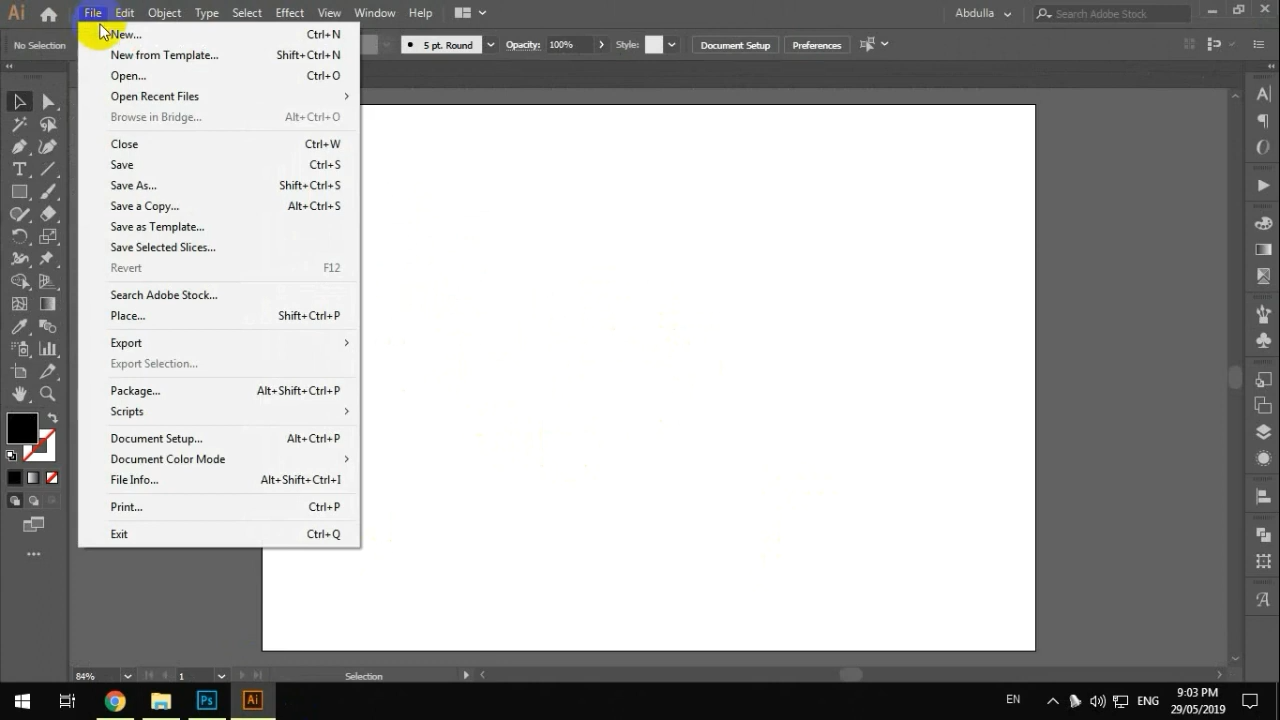 Ai File Edit Object Type Select Effect View Window Help Abdulla Search Adobe Stock
No Selection 5 pt. Round Opacity: 100% Style: Document Setup Preferences
New... Ctrl+N
New from Template... Shift+Ctrl+N
Open... Ctrl+O
Open Recent Files
Browse in Bridge... Alt+Ctrl+O
Close Ctrl+W
Save Ctrl+S
Save As... Shift+Ctrl+S
Save a Copy... Alt+Ctrl+S
Save as Template...
Save Selected Slices...
Revert F12
Search Adobe Stock...
Place... Shift+Ctrl+P
Export
Export Selection...
Package... Alt+Shift+Ctrl+P
Scripts
Document Setup... Alt+Ctrl+P
Document Color Mode
File Info... Alt+Shift+Ctrl+I
Print... Ctrl+P
Exit Ctrl+Q
84% 1 Selection
Ps Ai EN ENG 9:03 PM
29/05/2019